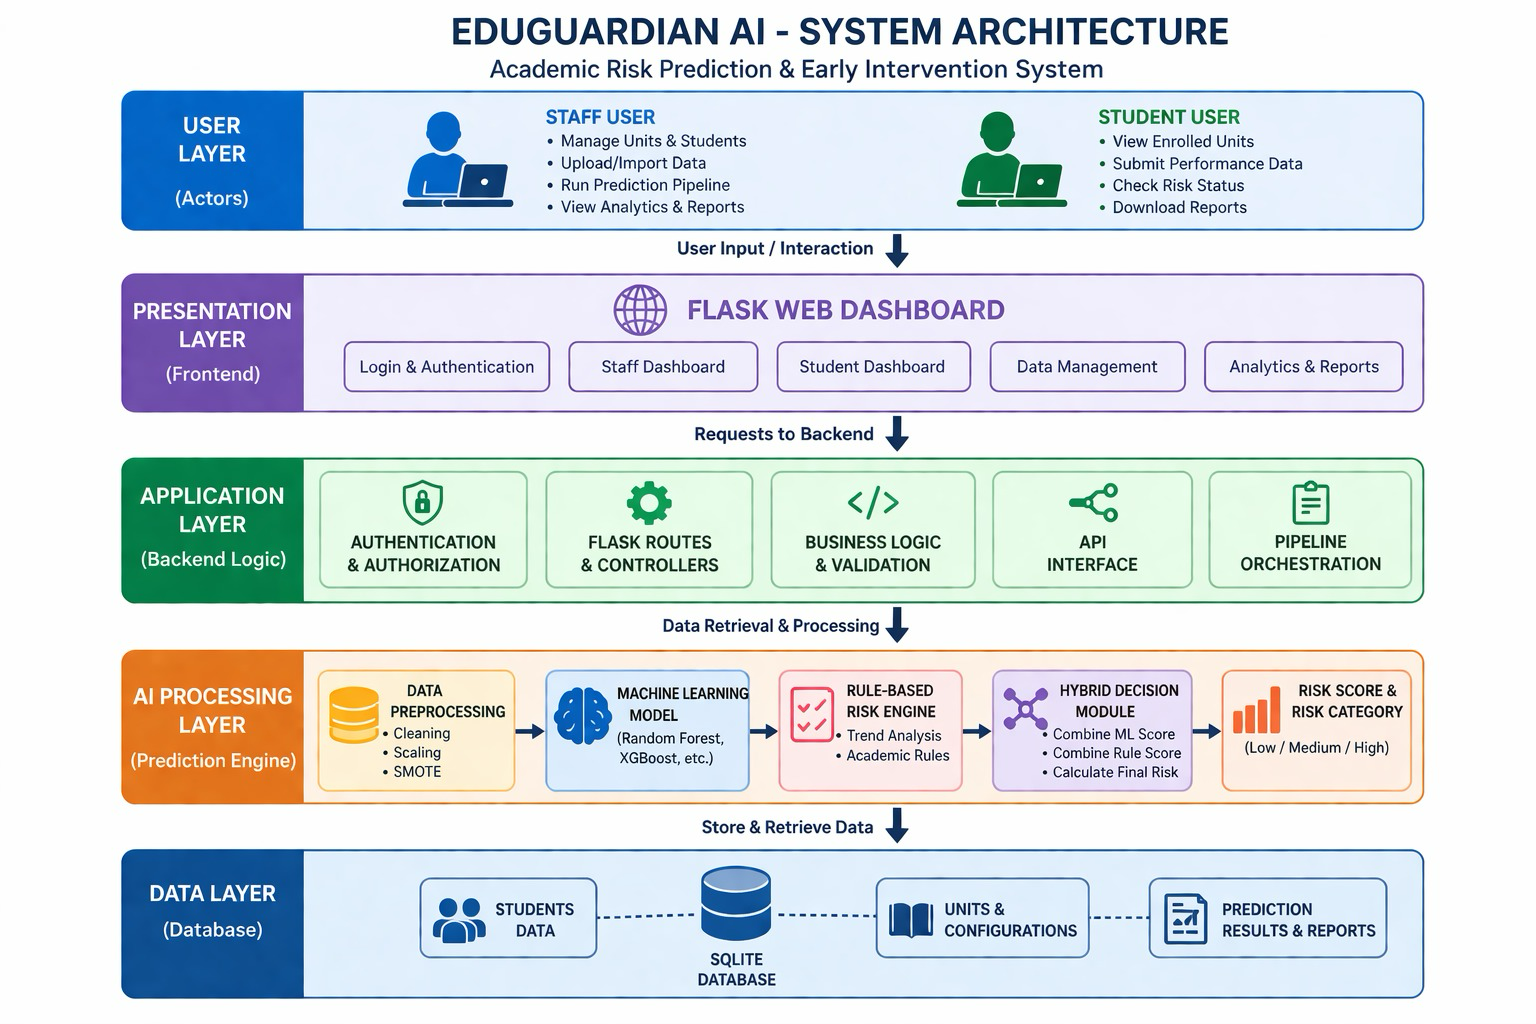 EDUGUARDIAN AI - SYSTEM ARCHITECTURE
Academic Risk Prediction & Early Intervention System
USER
LAYER
(Actors)
STAFF USER
• Manage Units & Students
• Upload/Import Data
• Run Prediction Pipeline
• View Analytics & Reports
STUDENT USER
• View Enrolled Units
• Submit Performance Data
• Check Risk Status
• Download Reports
User Input / Interaction
PRESENTATION
LAYER
(Frontend)
FLASK WEB DASHBOARD
Login & Authentication
Staff Dashboard
Student Dashboard
Data Management
Analytics & Reports
Requests to Backend
APPLICATION
LAYER
(Backend Logic)
AUTHENTICATION
& AUTHORIZATION
FLASK ROUTES
& CONTROLLERS
</>
BUSINESS LOGIC
& VALIDATION
API
INTERFACE
PIPELINE
ORCHESTRATION
Data Retrieval & Processing
AI PROCESSING
LAYER
(Prediction Engine)
DATA
PREPROCESSING
• Cleaning
• Scaling
• SMOTE
MACHINE LEARNING
MODEL
(Random Forest,
XGBoost, etc.)
RULE-BASED
RISK ENGINE
• Trend Analysis
• Academic Rules
HYBRID DECISION
MODULE
• Combine ML Score
• Combine Rule Score
• Calculate Final Risk
RISK SCORE &
RISK CATEGORY
(Low / Medium / High)
Store & Retrieve Data
DATA LAYER
(Database)
STUDENTS
DATA
SQLITE
DATABASE
UNITS &
CONFIGURATIONS
PREDICTION
RESULTS & REPORTS